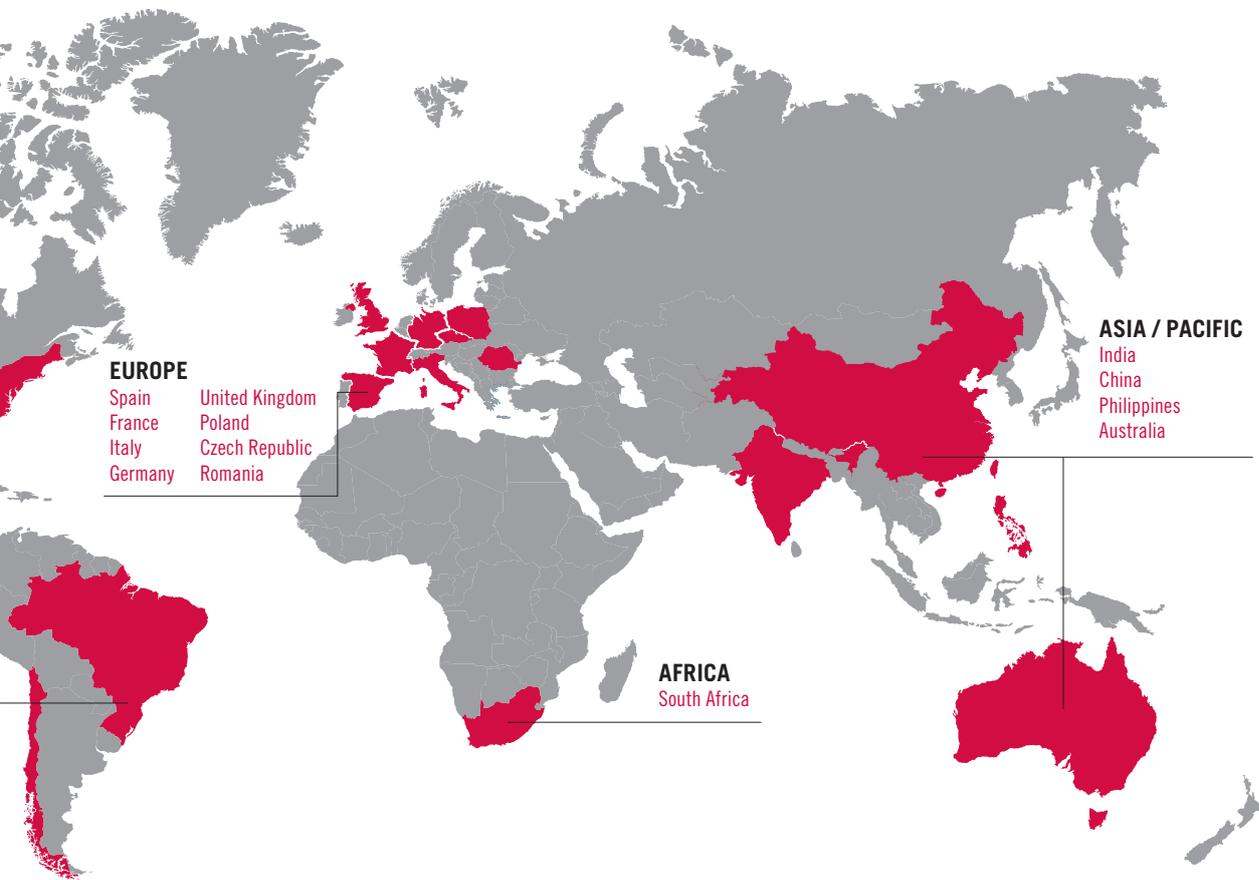 EUROPE
Spain
France
Italy
Germany
United Kingdom
Poland
Czech Republic
Romania
ASIA / PACIFIC
India
China
Philippines
Australia
AFRICA
South Africa